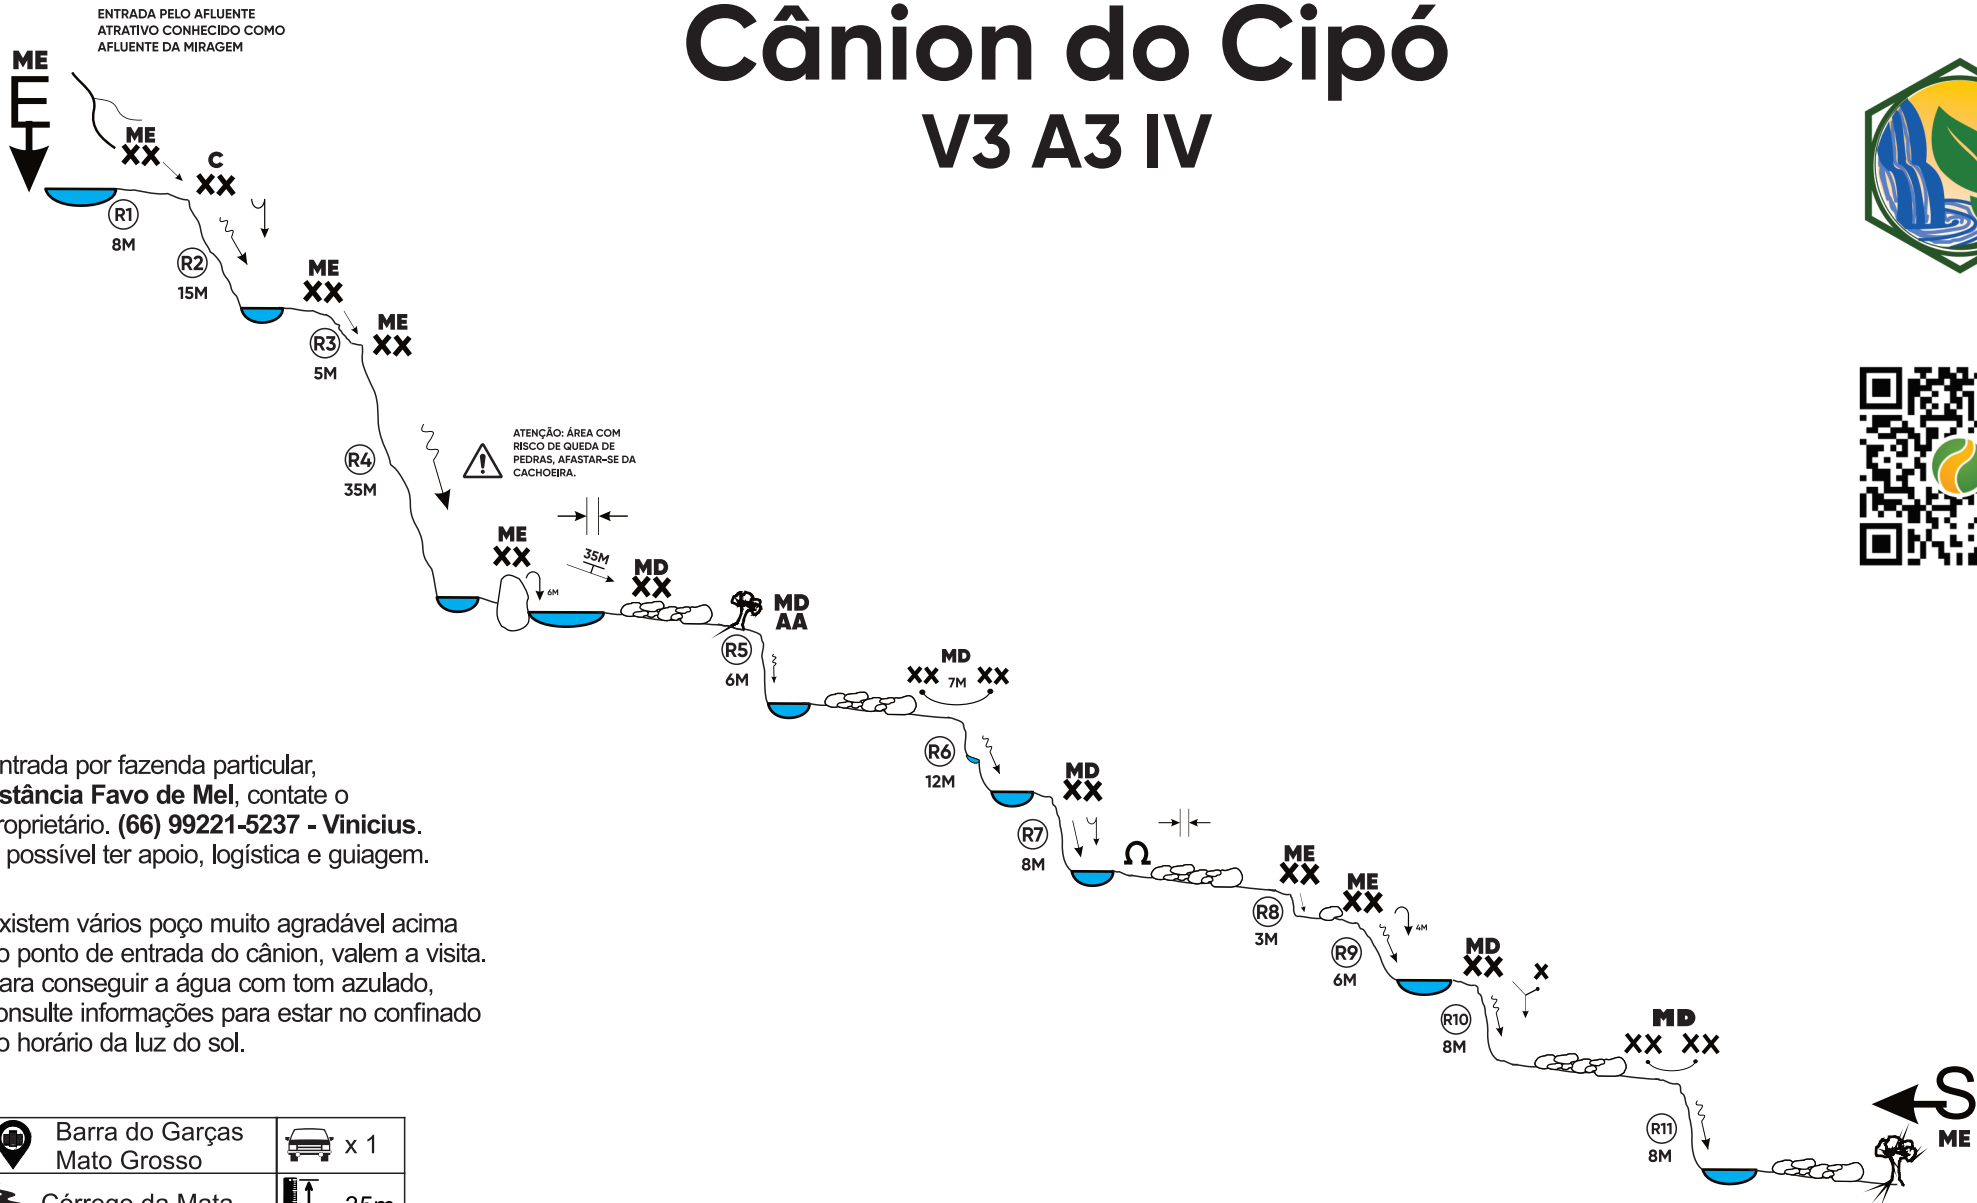 Cânion do Cipó
V3 A3 IV
ENTRADA PELO AFLUENTE
ATRATIVO CONHECIDO COMO
AFLUENTE DA MIRAGEM
ME
E
ME
XX
C
XX
R1
8M
R2
15M
ME
XX
R3
5M
ME
XX
R4
35M
ATENÇÃO: ÁREA COM
RISCO DE QUEDA DE
PEDRAS, AFASTAR-SE DA
CACHOEIRA.
ME
XX
6M
35M
MD
XX
MD
AA
R5
6M
MD
XX 7M XX
R6
12M
MD
XX
R7
8M
Ω
ME
XX
R8
3M
ME
XX
4M
R9
6M
MD
XX
X
R10
8M
MD
XX XX
R11
8M
S
ME
ntrada por fazenda particular,
stância Favo de Mel, contate o
roprietário. (66) 99221-5237 - Vinicius.
possível ter apoio, logística e guiagem.
xistem vários poço muito agradável acima
o ponto de entrada do cânion, valem a visita.
ara conseguir a água com tom azulado,
onsulte informações para estar no confinado
o horário da luz do sol.
Barra do Garças
Mato Grosso
x 1
Córrego da Mata
35m